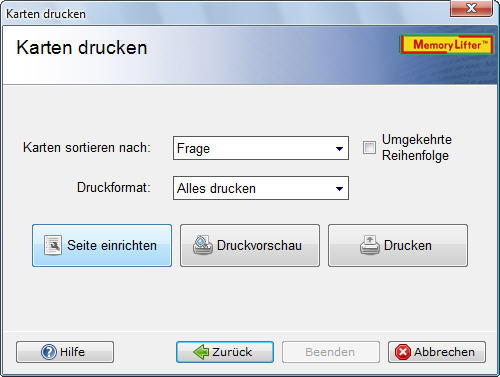 Karten drucken
Karten drucken
MemoryLifter™
Karten sortieren nach:
Frage
Umgekehrte
Reihenfolge
Druckformat:
Alles drucken
Seite einrichten
Druckvorschau
Drucken
Hilfe
Zurück
Beenden
Abbrechen